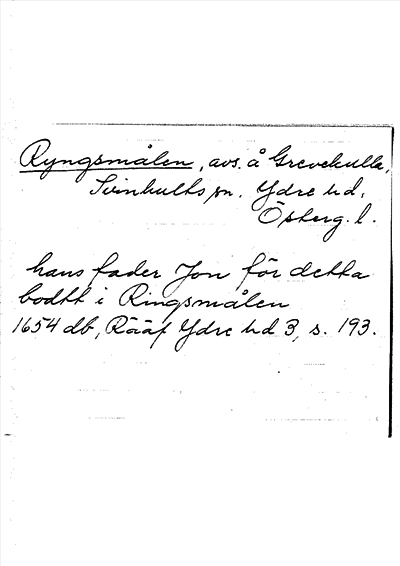 Ryngsmålen, avs. å Grevekulla,
Svinhults sn. Ydre hd,
Östерg. l.
hans fader Jon för detta
bodtt i Ringsmålen
1654 db, Rääf Ydre hd 3, s. 193.